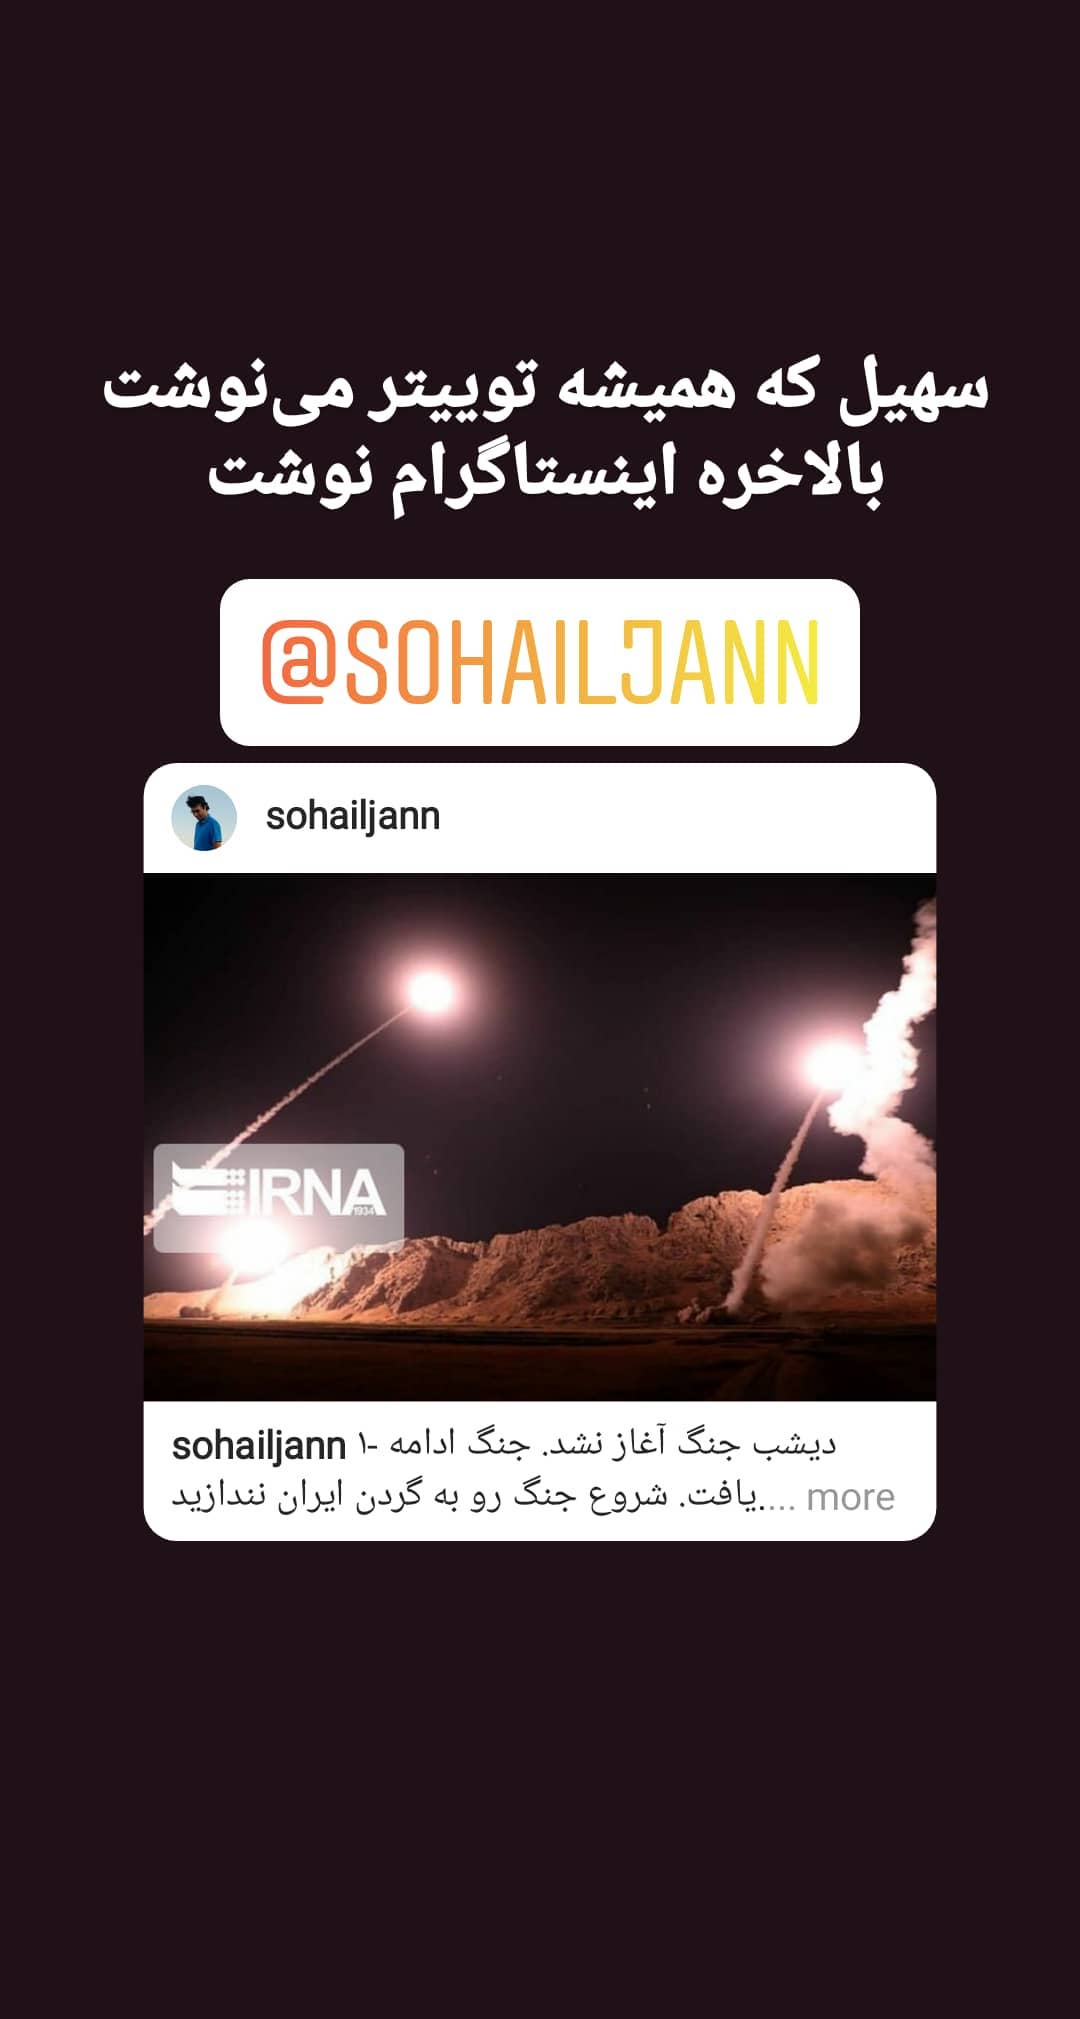 سهیل که همیشه توییتر می‌نوشت
بالاخره اینستاگرام نوشت
@SOHAILJANN
sohailjann
IRNA
1934
sohailjann ۱- دیشب جنگ آغاز نشد. جنگ ادامه
یافت. شروع جنگ رو به گردن ایران نندازید.... more